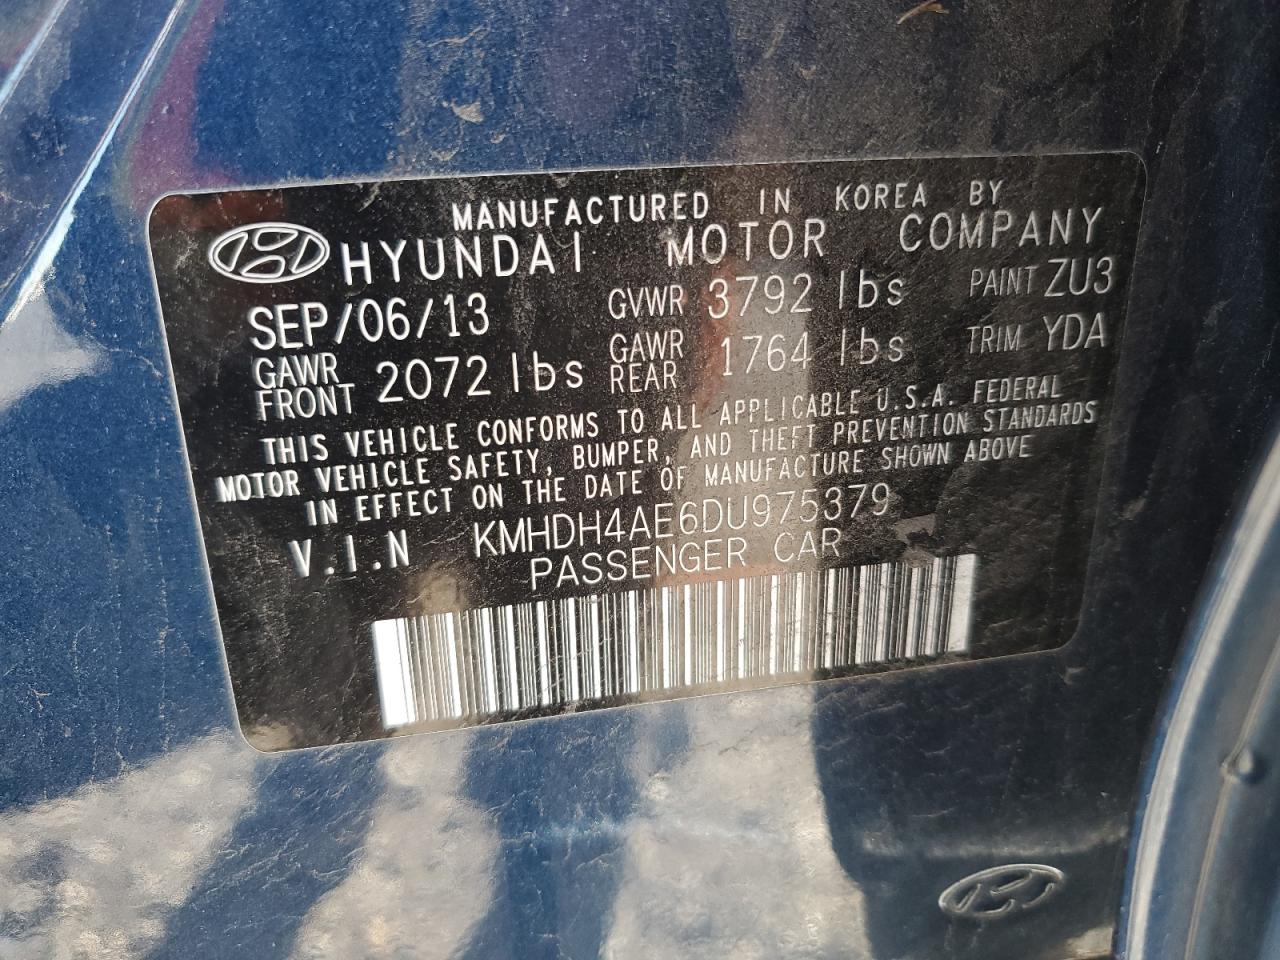 MANUFACTURED IN KOREA BY
HYUNDAI MOTOR COMPANY
SEP/06/13 GVWR 3792 lbs PAINT ZU3
GAWR FRONT 2072 lbs GAWR REAR 1764 lbs TRIM YDA
THIS VEHICLE CONFORMS TO ALL APPLICABLE U.S.A. FEDERAL
MOTOR VEHICLE SAFETY, BUMPER, AND THEFT PREVENTION STANDARDS
IN EFFECT ON THE DATE OF MANUFACTURE SHOWN ABOVE
V.I.N KMHDH4AE6DU975379
PASSENGER CAR